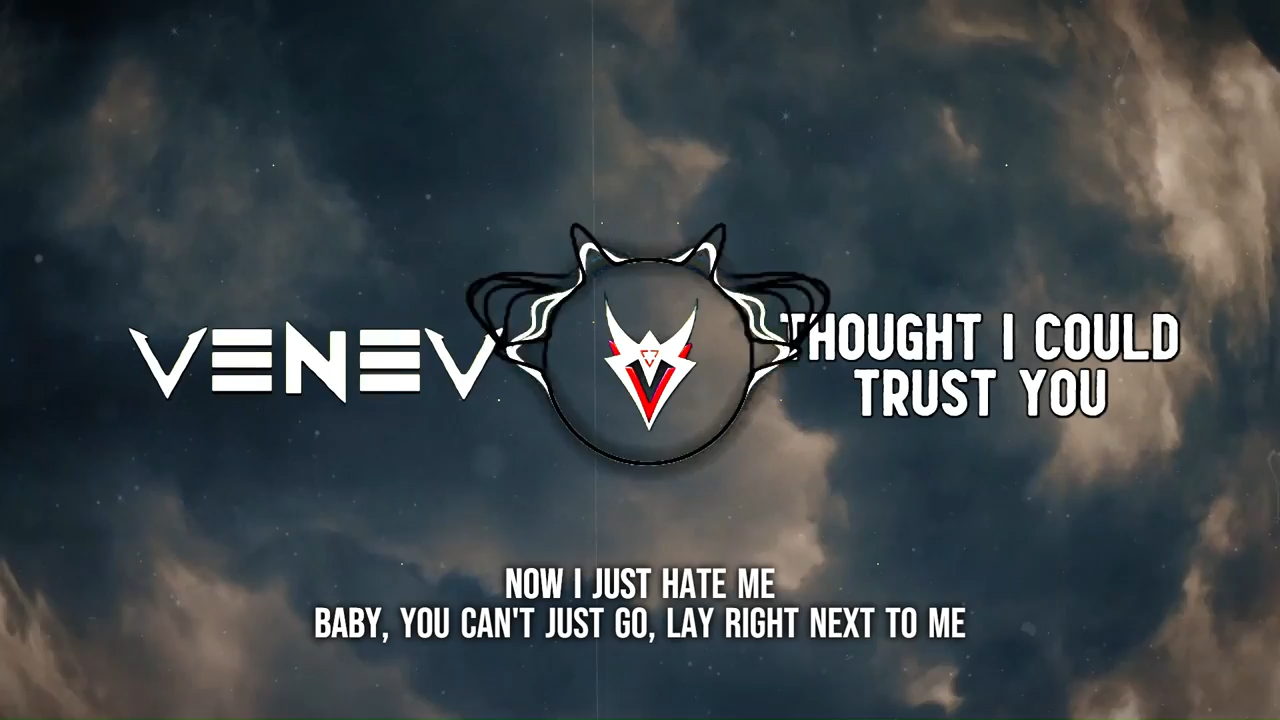 VENEV
THOUGHT I COULD
TRUST YOU
NOW I JUST HATE ME
BABY, YOU CAN'T JUST GO, LAY RIGHT NEXT TO ME